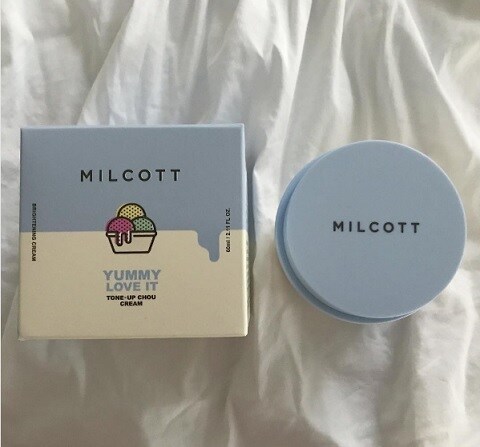 MILCOTT
BRIGHTENING CREAM
60ml / 2.11 FL. OZ.
YUMMY
LOVE IT
TONE-UP CHOU
CREAM
MILCOTT